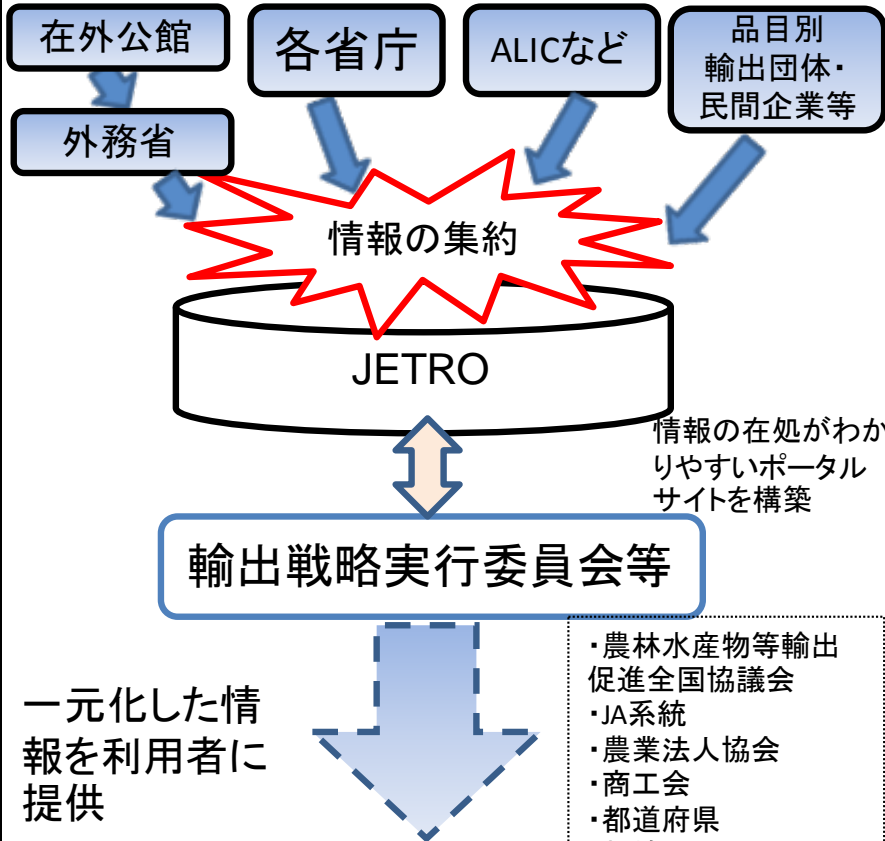 在外公館
各省庁
ALICなど
品目別
輸出団体・
民間企業等
外務省
情報の集約
JETRO
情報の在処がわか
りやすいポータル
サイトを構築
輸出戦略実行委員会等
一元化した情
報を利用者に
提供
・農林水産物等輸出
促進全国協議会
・JA系統
・農業法人協会
・商工会
・都道府県